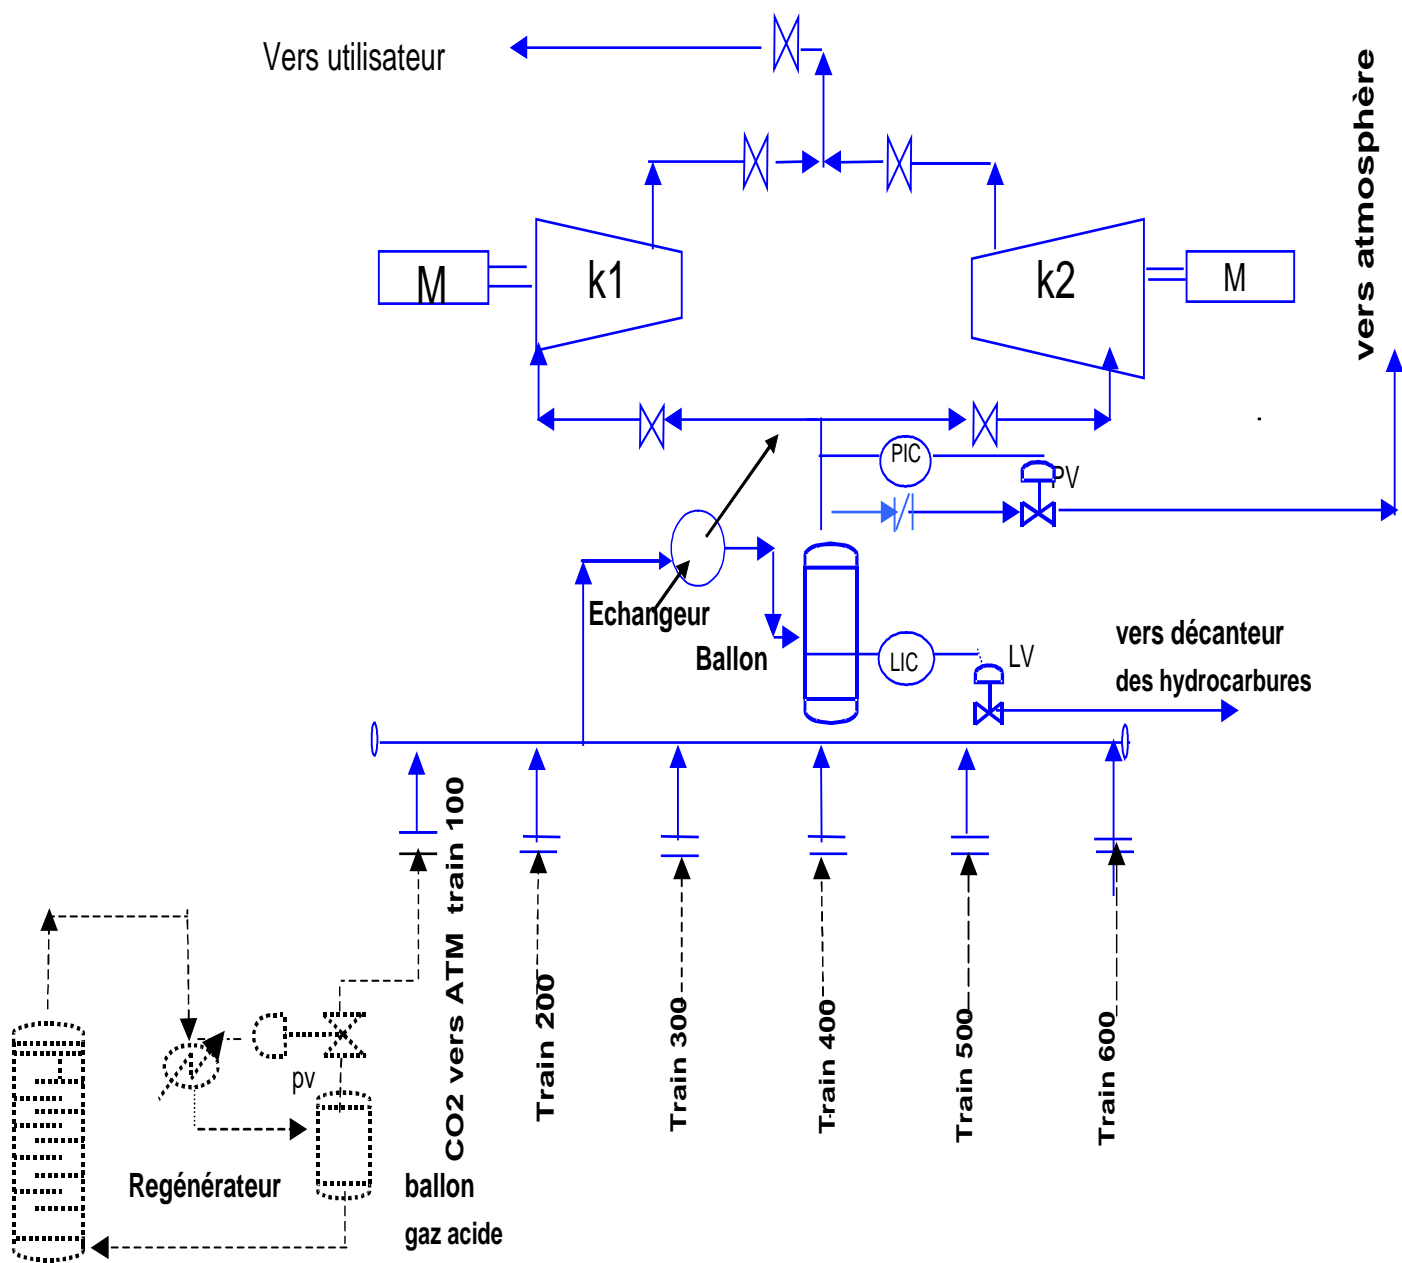 Vers utilisateur
vers atmosphère
M
k1
k2
M
PIC
PV
Echangeur
Ballon
LIC
LV
vers décanteur
des hydrocarbures
CO2 vers ATM train 100
Train 200
Train 300
Train 400
Train 500
Train 600
pv
Regénérateur
ballon
gaz acide